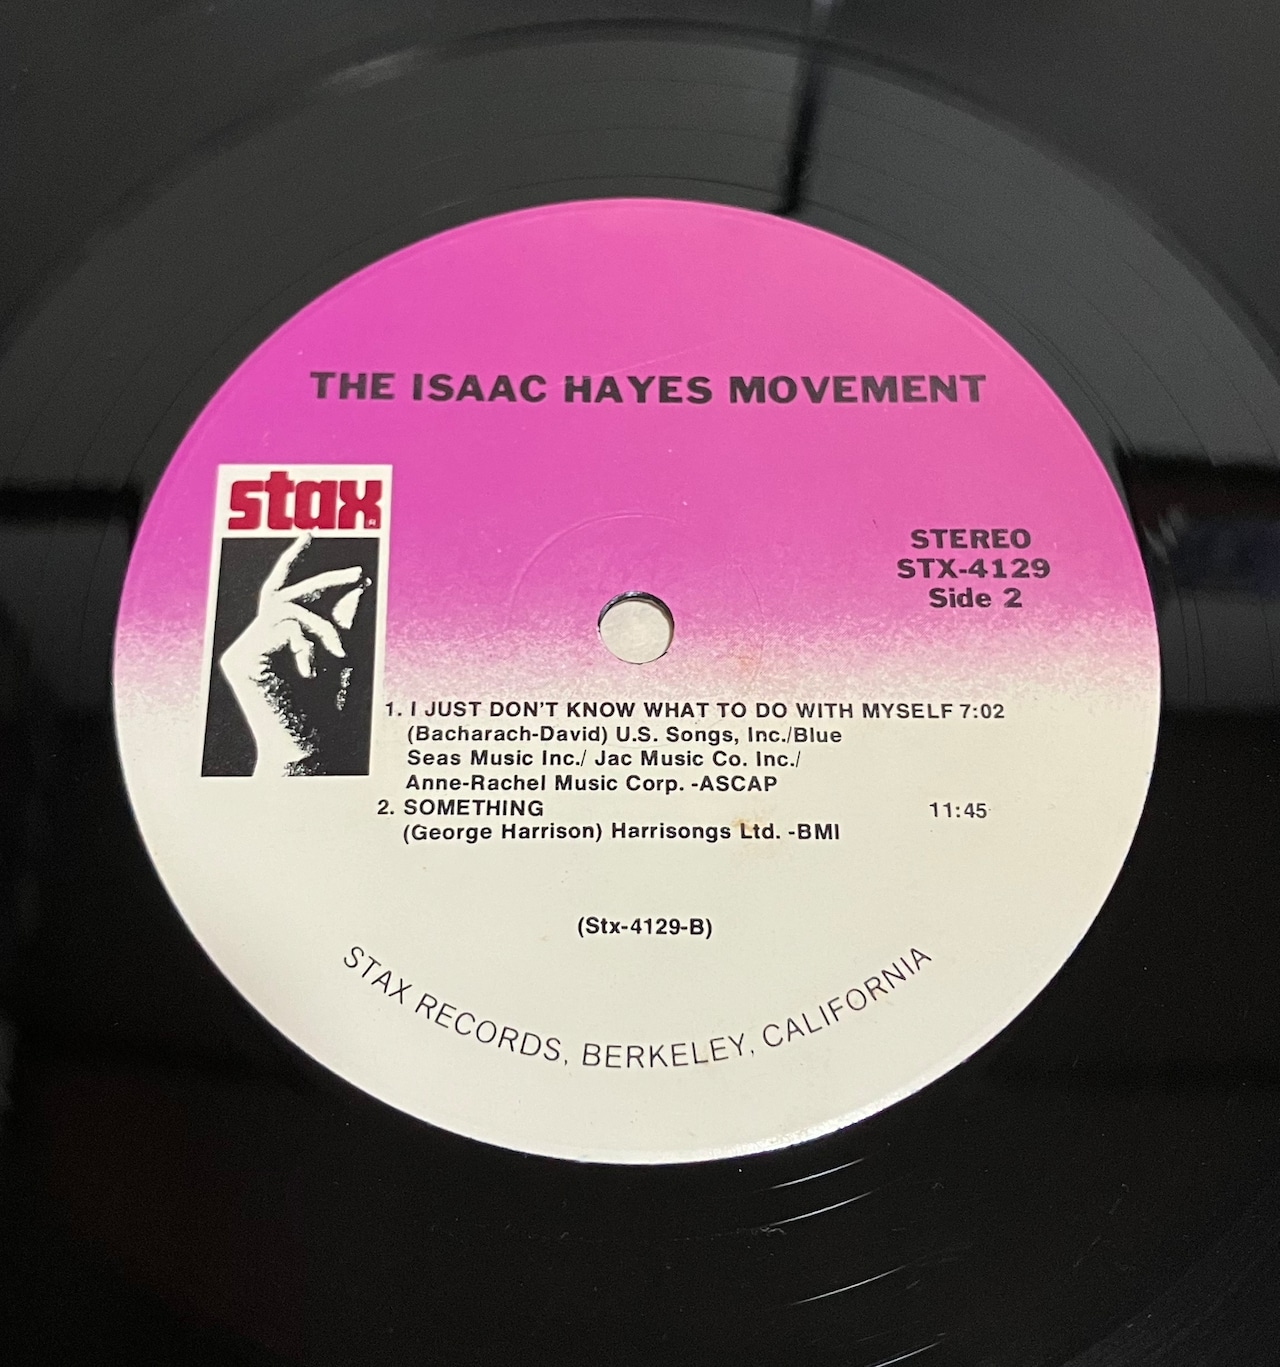 THE ISAAC HAYES MOVEMENT
stax
STEREO
STX-4129
Side 2
1. I JUST DON'T KNOW WHAT TO DO WITH MYSELF 7:02
(Bacharach-David) U.S. Songs, Inc./Blue
Seas Music Inc./ Jac Music Co. Inc./
Anne-Rachel Music Corp. -ASCAP
2. SOMETHING 11:45
(George Harrison) Harrisongs Ltd. -BMI
(Stx-4129-B)
STAX RECORDS, BERKELEY, CALIFORNIA